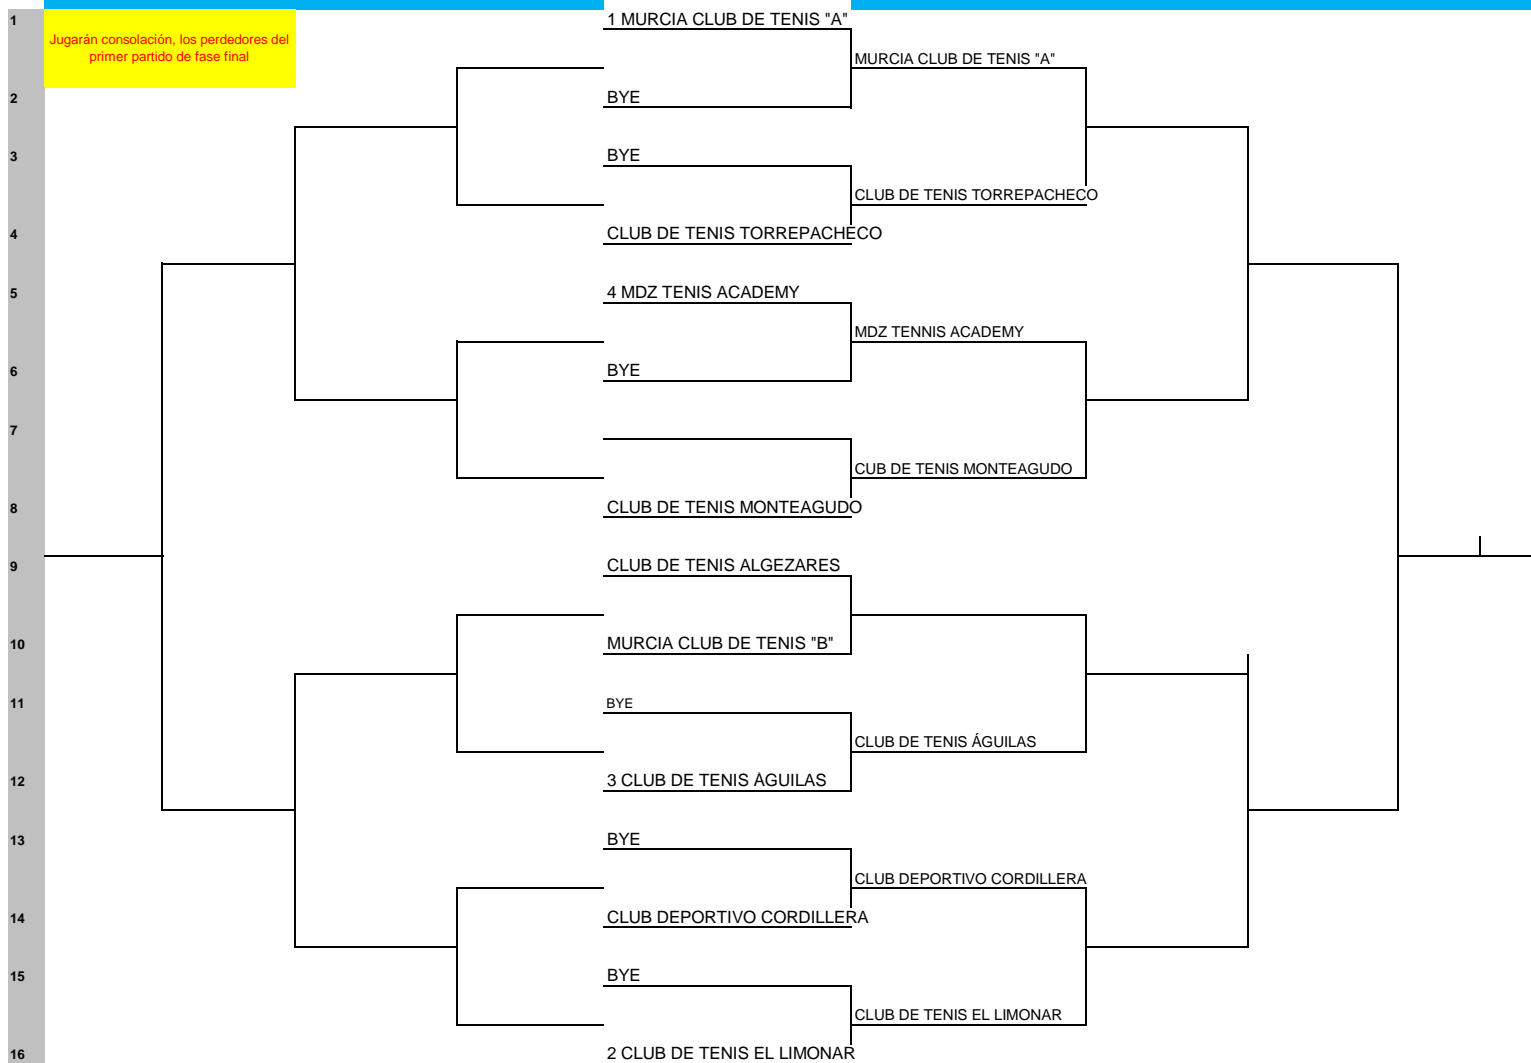 1
1 MURCIA CLUB DE TENIS "A"
Jugarán consolación, los perdedores del
primer partido de fase final
MURCIA CLUB DE TENIS "A"
2
BYE
3
BYE
CLUB DE TENIS TORREPACHECO
4
CLUB DE TENIS TORREPACHECO
5
4 MDZ TENIS ACADEMY
MDZ TENNIS ACADEMY
6
BYE
7
CUB DE TENIS MONTEAGUDO
8
CLUB DE TENIS MONTEAGUDO
9
CLUB DE TENIS ALGEZARES
10
MURCIA CLUB DE TENIS "B"
11
BYE
CLUB DE TENIS ÁGUILAS
12
3 CLUB DE TENIS AGUILAS
13
BYE
CLUB DEPORTIVO CORDILLERA
14
CLUB DEPORTIVO CORDILLERA
15
BYE
CLUB DE TENIS EL LIMONAR
16
2 CLUB DE TENIS EL LIMONAR